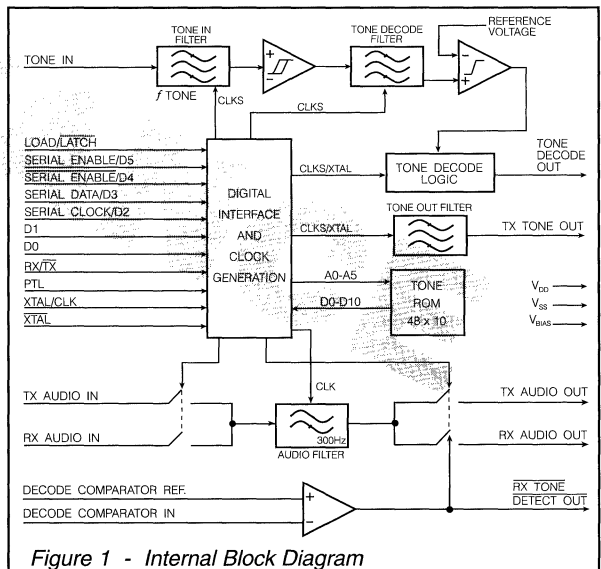 TONE IN
FILTER
TONE DECODE
FILTER
REFERENCE
VOLTAGE
TONE IN
+
−
+
−
f TONE
CLKS
CLKS
LOAD/LATCH
SERIAL ENABLE/D5
SERIAL ENABLE/D4
SERIAL DATA/D3
SERIAL CLOCK/D2
D1
D0
RX/TX
PTL
XTAL/CLK
XTAL
DIGITAL
INTERFACE
AND
CLOCK
GENERATION
CLKS/XTAL
TONE DECODE
LOGIC
TONE
DECODE
OUT
TONE OUT FILTER
CLKS/XTAL
TX TONE OUT
A0-A5
D0-D10
TONE
ROM
48 x 10
VDD
VSS
VBIAS
CLK
TX AUDIO IN
TX AUDIO OUT
RX AUDIO IN
300Hz
AUDIO FILTER
RX AUDIO OUT
DECODE COMPARATOR REF.
DECODE COMPARATOR IN
+
−
RX TONE
DETECT OUT
Figure 1 - Internal Block Diagram